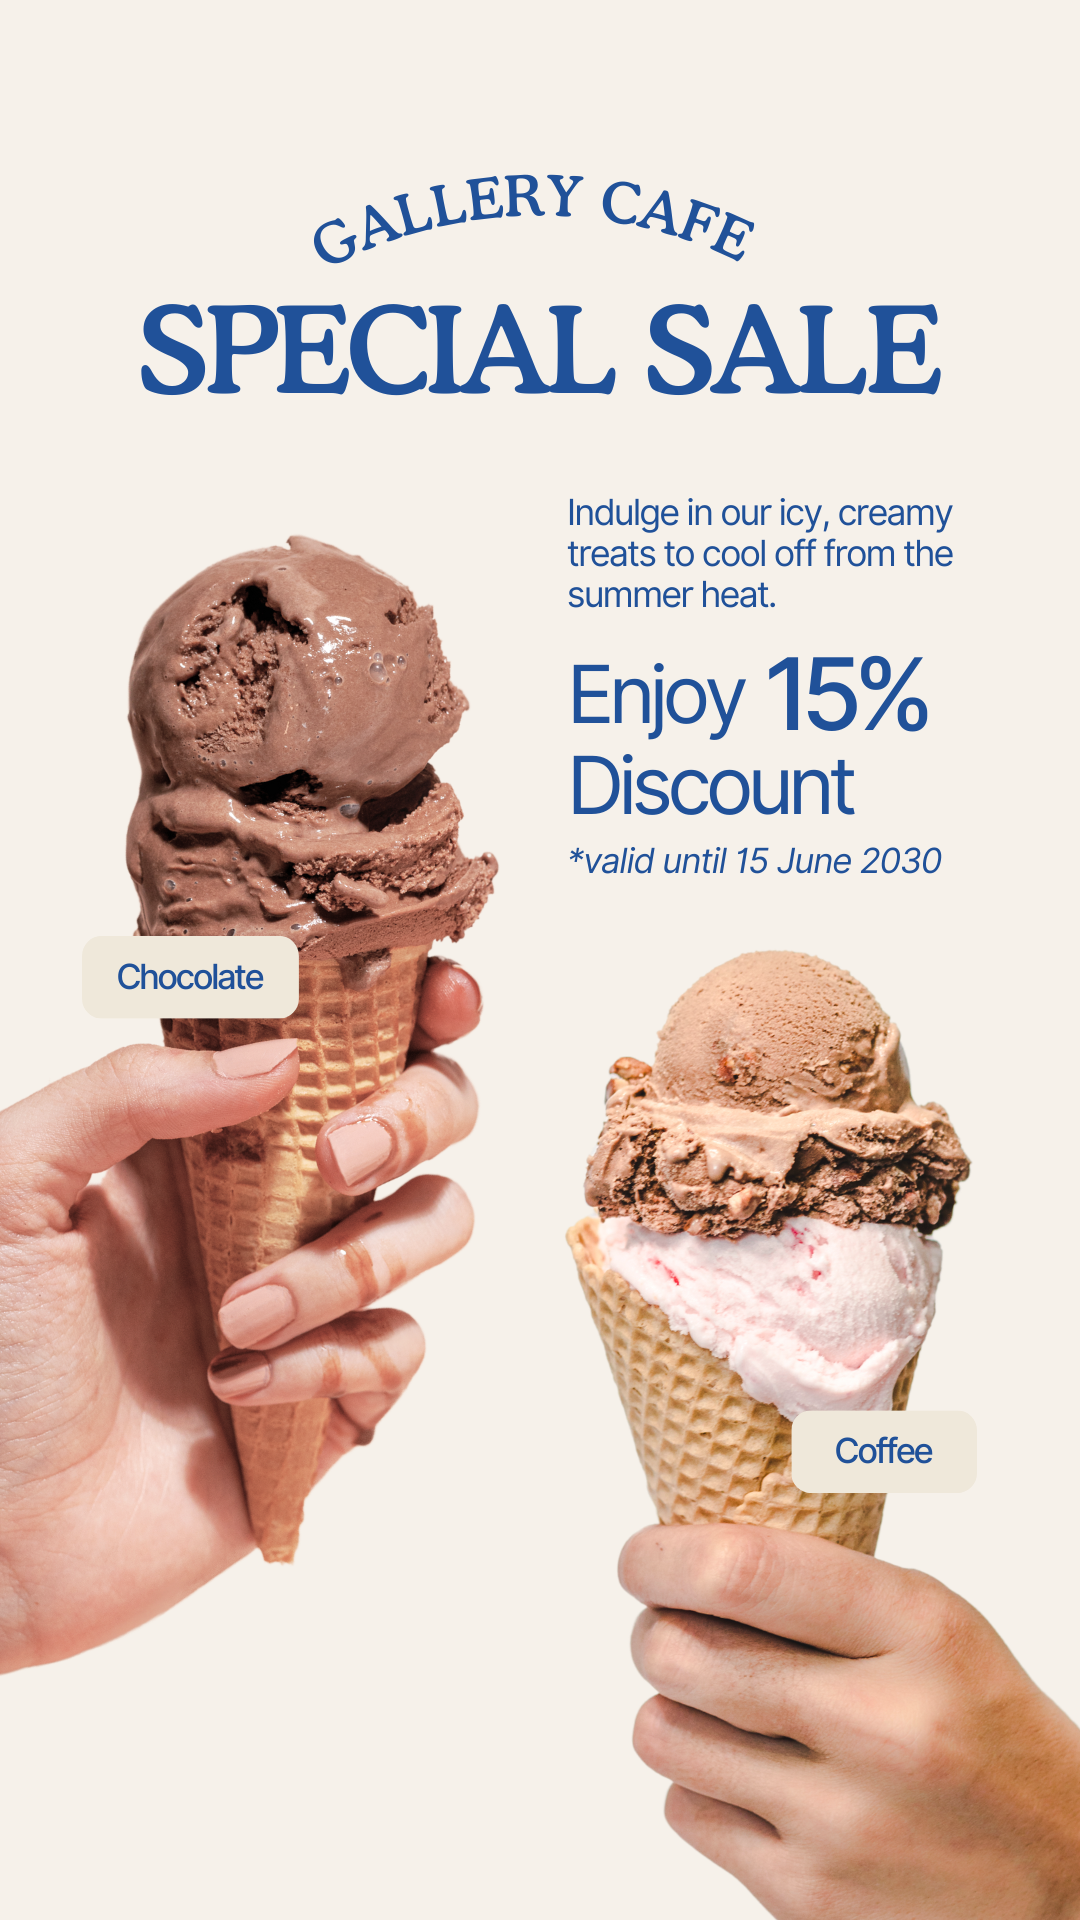 GALLERY CAFE
SPECIAL SALE
Indulge in our icy, creamy
treats to cool off from the
summer heat.
Enjoy 15%
Discount
*valid until 15 June 2030
Chocolate
Coffee